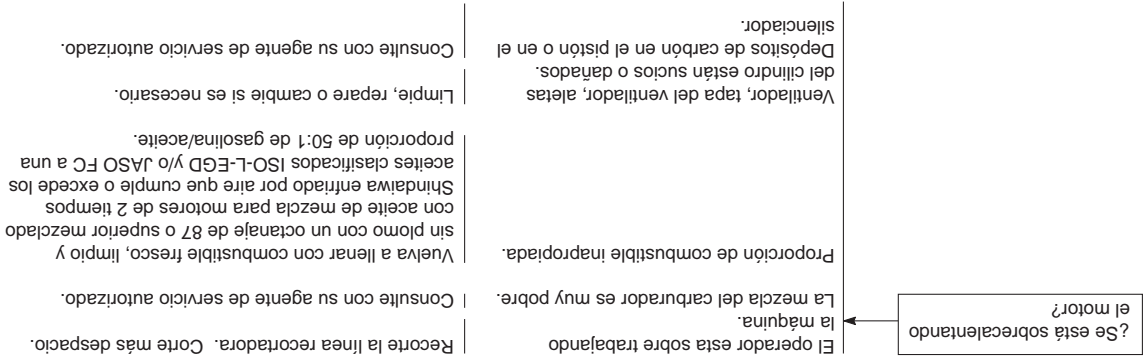 ¿Se está sobrecalentando
el motor?
El operador esta sobre trabajando
la máquina.
Recorte la línea recortadora. Corte más despacio.
La mezcla del carburador es muy pobre.
Consulte con su agente de servicio autorizado.
Proporción de combustible inapropiada.
Vuelva a llenar con combustible fresco, limpio y
sin plomo con un octanaje de 87 o superior mezclado
con aceite de mezcla para motores de 2 tiempos
Shindaiwa enfriado por aire que cumple o excede los
aceites clasificados ISO-L-EGD y/o JASO FC a una
proporción de 50:1 de gasolina/aceite.
Ventilador, tapa del ventilador, aletas
del cilindro están sucios o dañados.
Limpie, repare o cambie si es necesario.
Depósitos de carbón en el pistón o en el
silenciador.
Consulte con su agente de servicio autorizado.